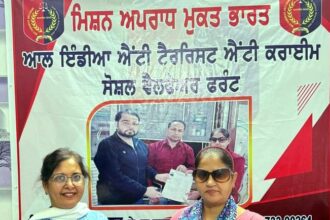 ਮਿਸ਼ਨ ਅਪਰਾਧ ਮੁਕਤ ਭਾਰਤ
ਆਲ ਇੰਡੀਆ ਐਂਟੀ ਟੈਰਰਿਸਟ ਐਂਟੀ ਕਰਾਈਮ
ਸੋਸ਼ਲ ਵੈਲਫੇਅਰ ਫਰੰਟ